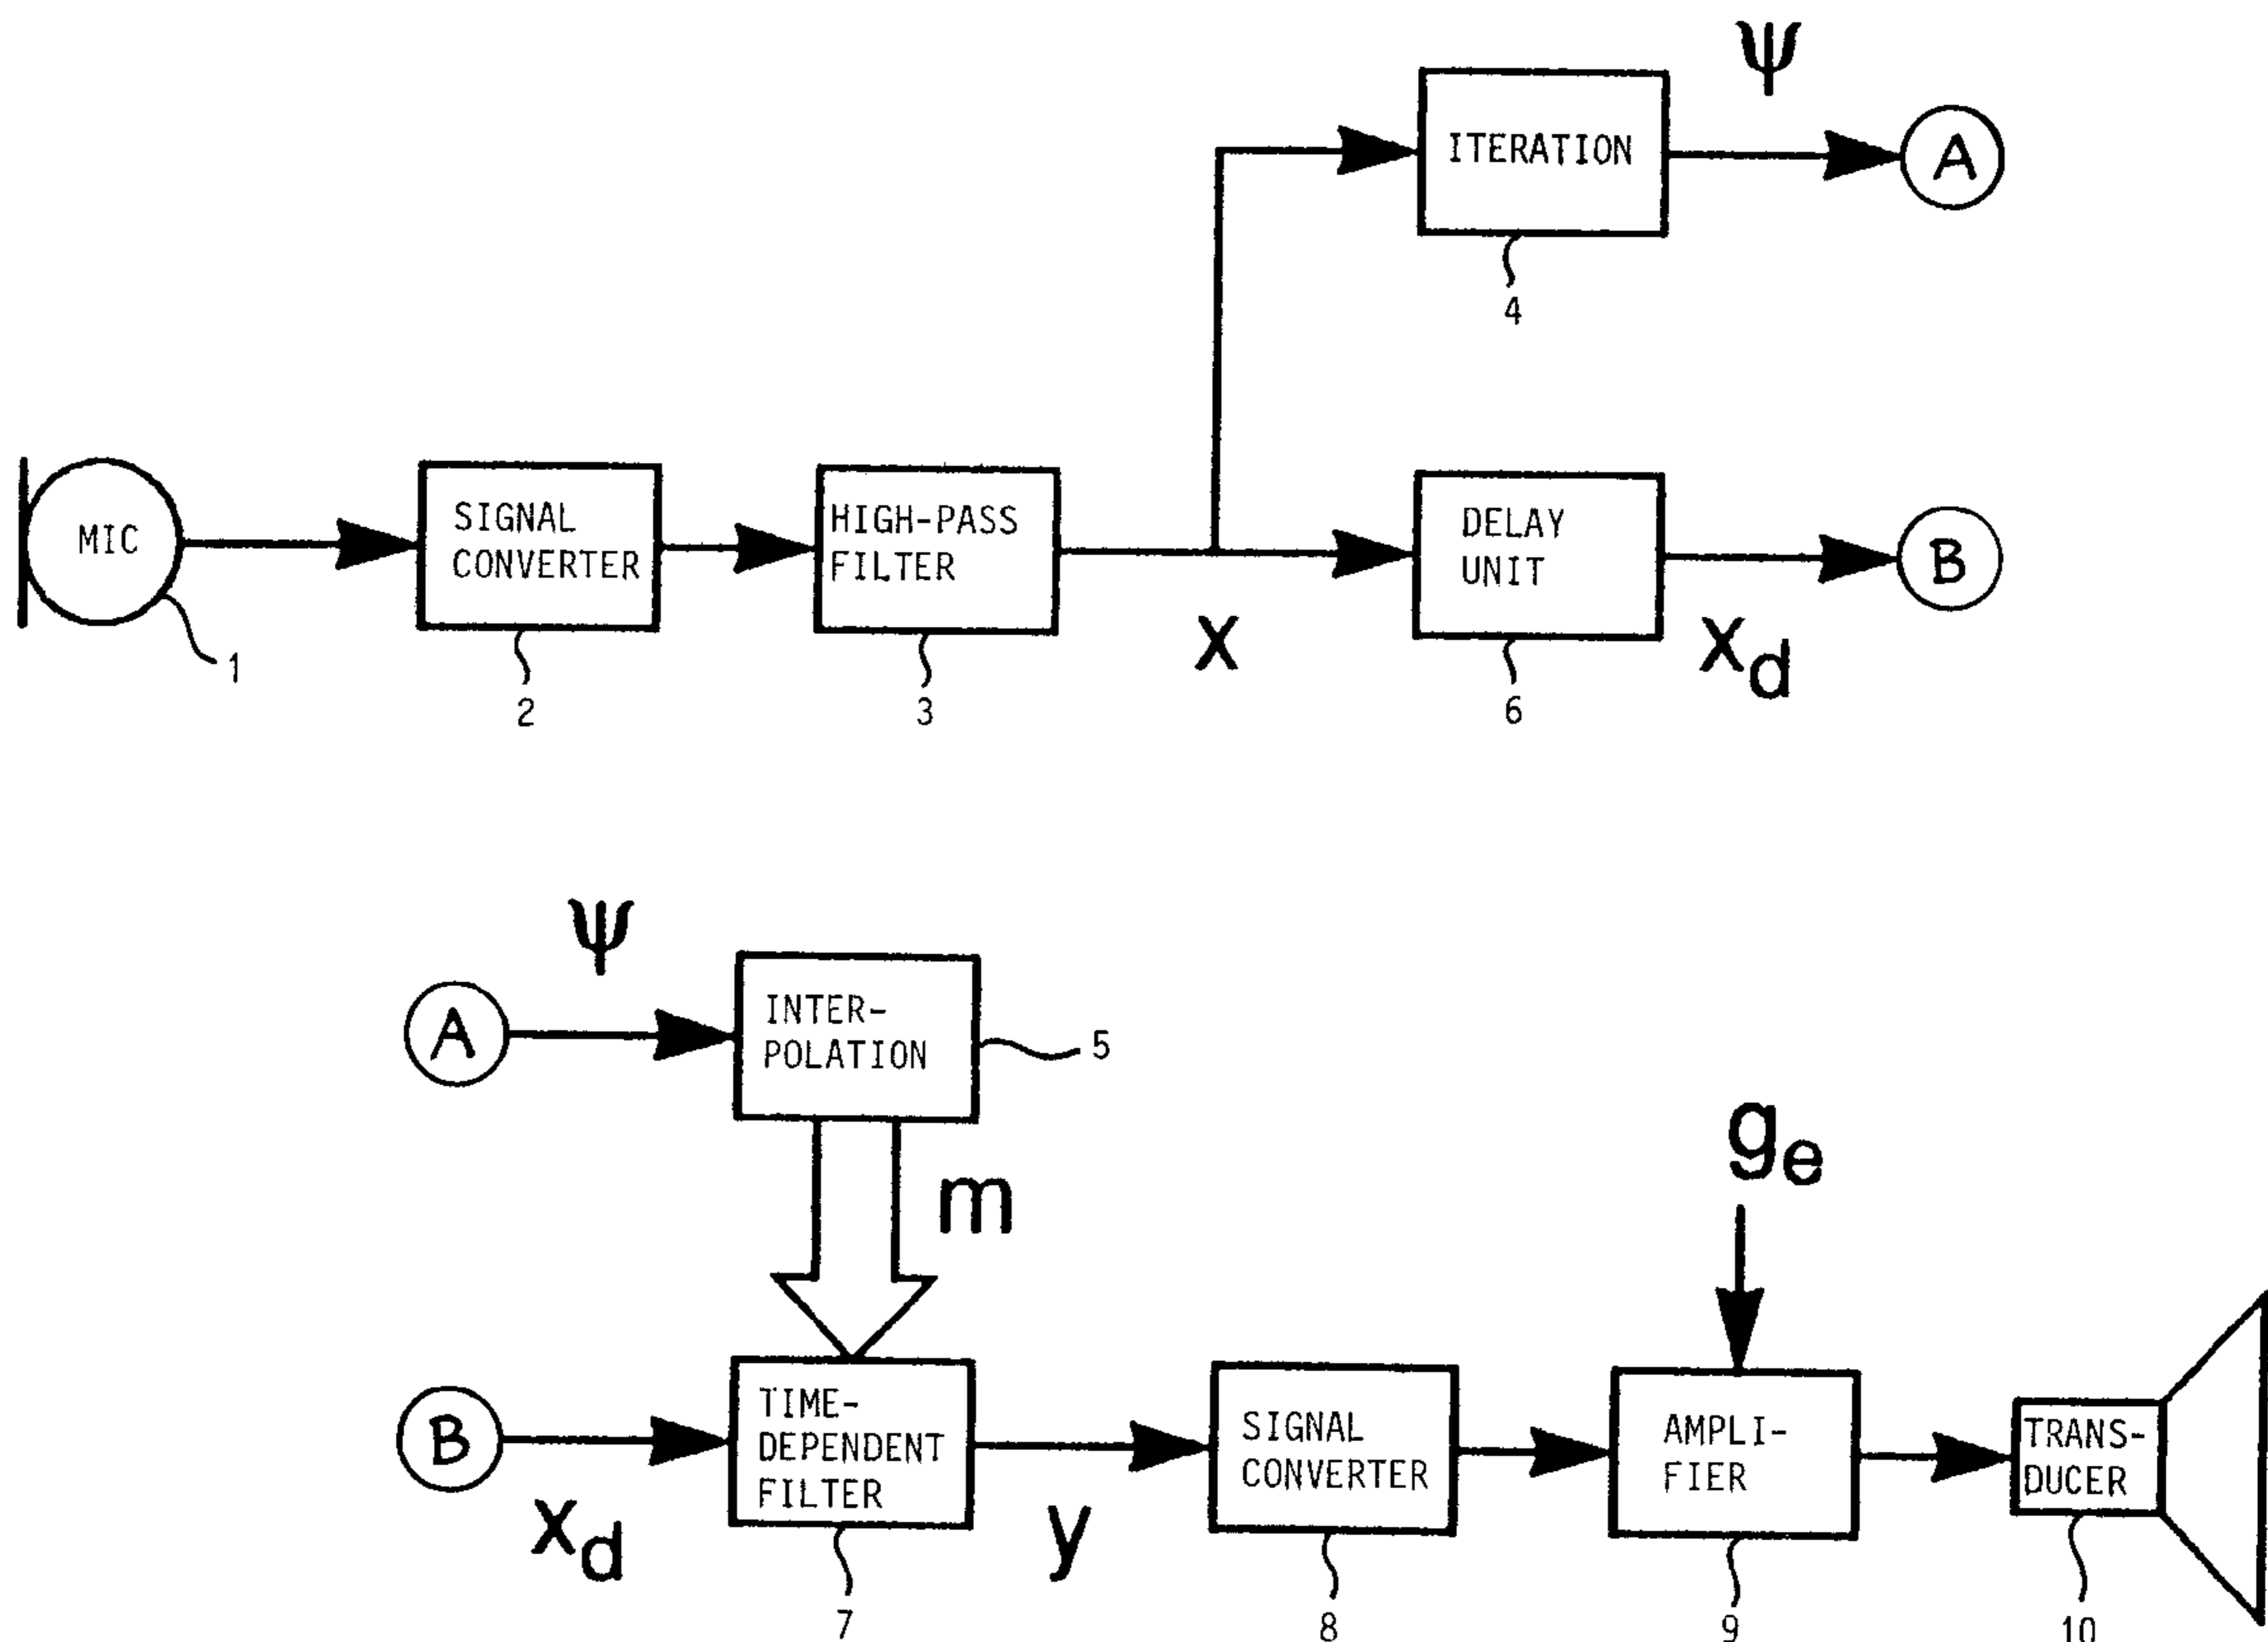 Ψ
ITERATION
A
4
MIC
1
SIGNAL
CONVERTER
2
HIGH-PASS
FILTER
3
X
DELAY
UNIT
6
Xd
B
Ψ
A
INTER-
POLATION
5
m
ge
B
Xd
TIME-
DEPENDENT
FILTER
7
y
SIGNAL
CONVERTER
8
AMPLI-
FIER
9
TRANS-
DUCER
10